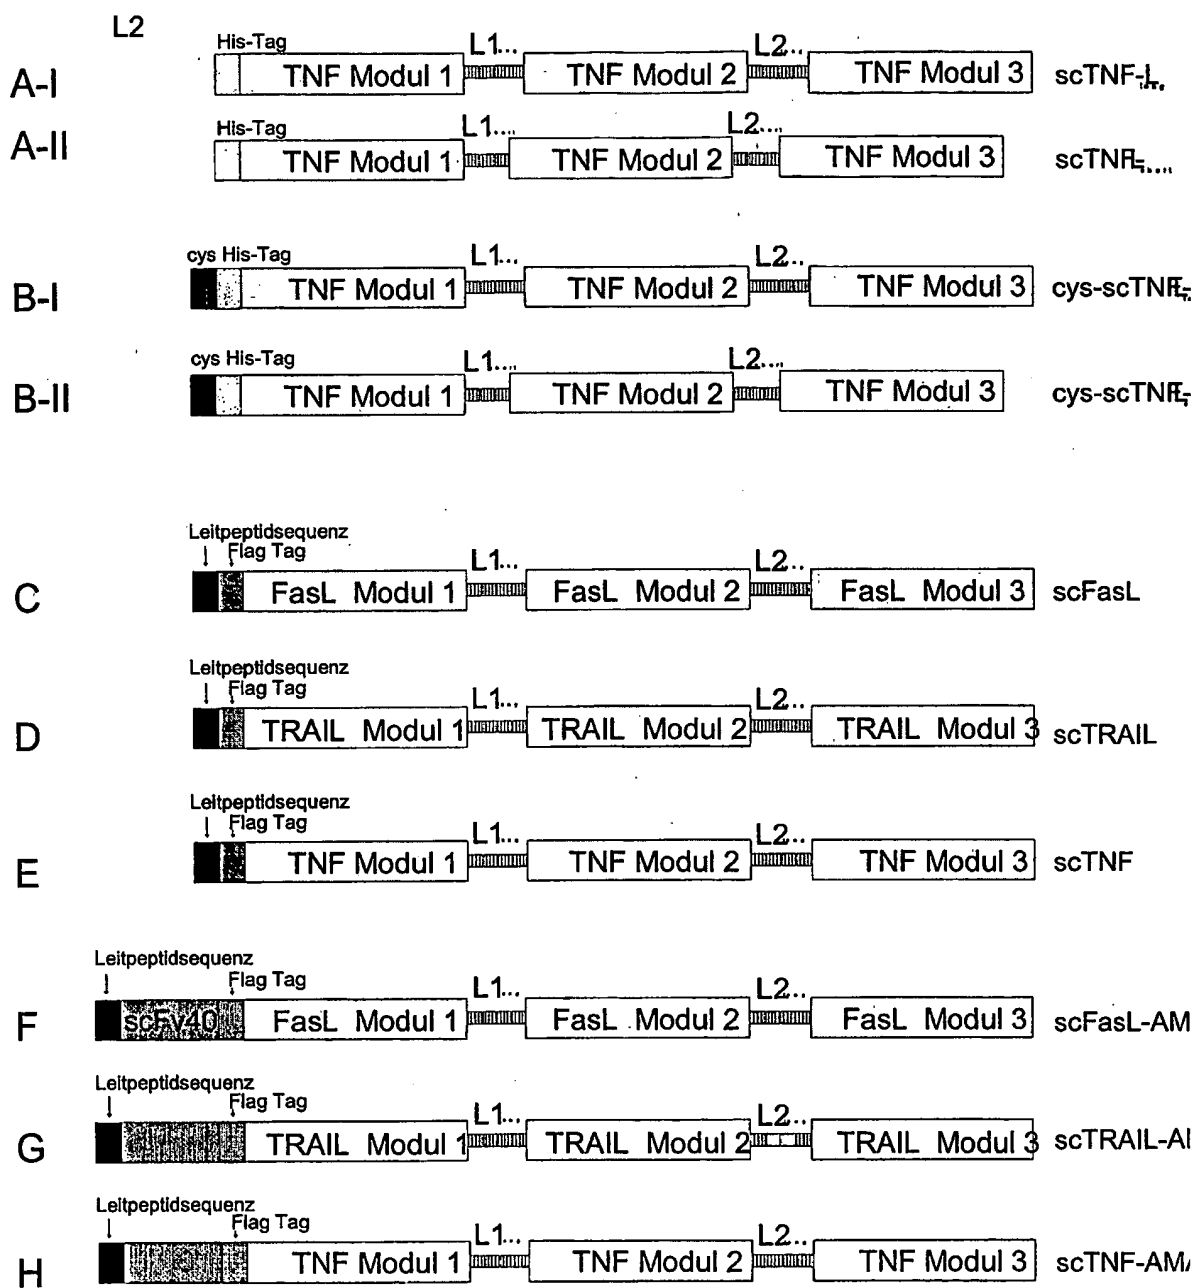 L2
His-Tag L1... L2...
A-I TNF Modul 1 TNF Modul 2 TNF Modul 3
His-Tag L1.... L2....
A-II TNF Modul 1 TNF Modul 2 TNF Modul 3
cys His-Tag L1... L2...
B-I TNF Modul 1 TNF Modul 2 TNF Modul 3
cys His-Tag L1.... L2....
B-II TNF Modul 1 TNF Modul 2 TNF Modul 3
Leitpeptidsequenz
Flag Tag L1... L2...
C FasL Modul 1 FasL Modul 2 FasL Modul 3 scFasL
Leitpeptidsequenz
Flag Tag L1... L2...
D TRAIL Modul 1 TRAIL Modul 2 TRAIL Modul 3 scTRAIL
Leitpeptidsequenz
Flag Tag L1... L2...
E TNF Modul 1 TNF Modul 2 TNF Modul 3 scTNF
Leitpeptidsequenz
Flag Tag L1... L2...
F scFv40 FasL Modul 1 FasL Modul 2 FasL Modul 3 scFasL-AM
Leitpeptidsequenz
Flag Tag L1... L2...
G TRAIL Modul 1 TRAIL Modul 2 TRAIL Modul 3
Leitpeptidsequenz
Flag Tag L1... L2...
H TNF Modul 1 TNF Modul 2 TNF Modul 3 scTNF-AM